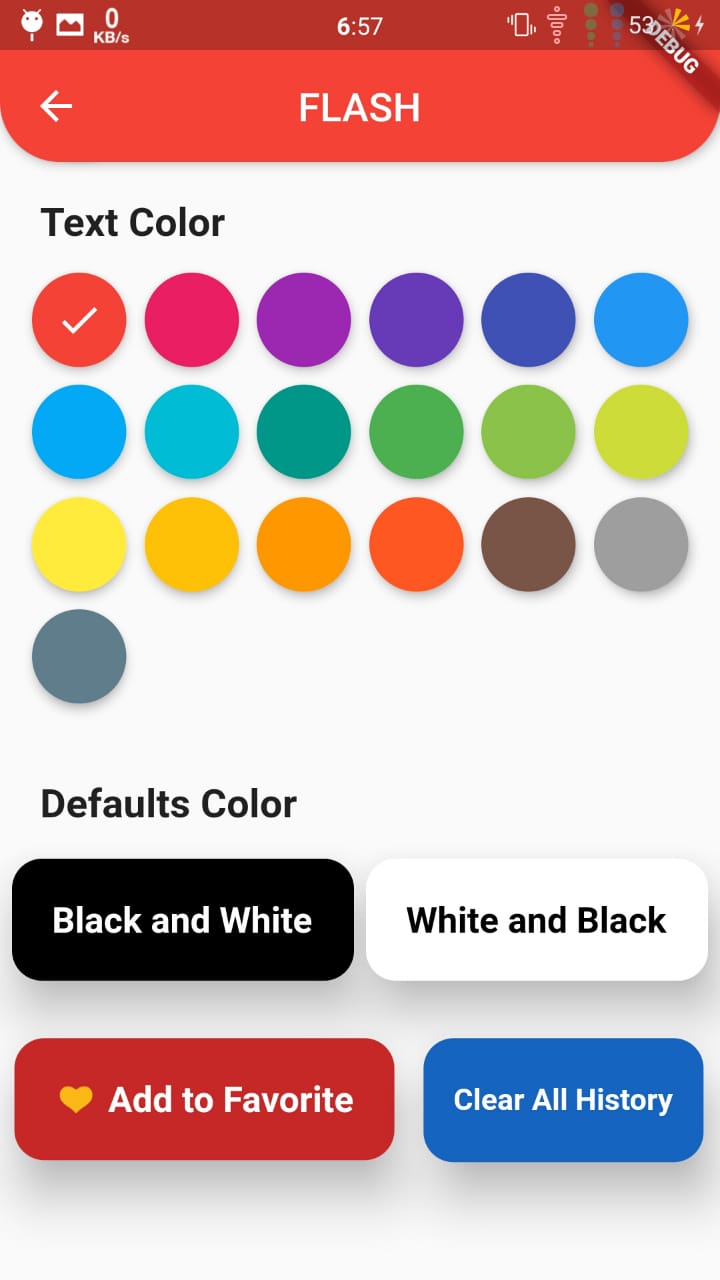 0
KB/s
6:57
53
DEBUG
FLASH
Text Color
Defaults Color
Black and White
White and Black
Add to Favorite
Clear All History